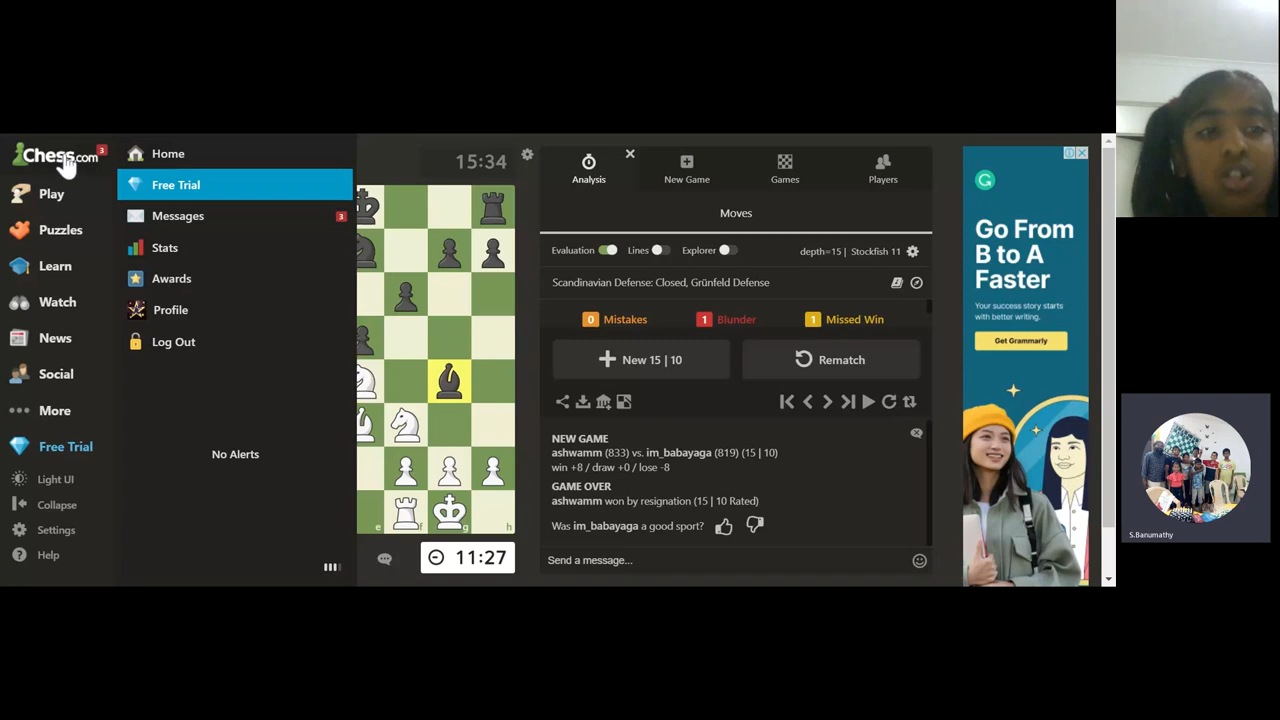 Chess.com
3
Play
Puzzles
Learn
Watch
News
Social
More
Free Trial
Light UI
Collapse
Settings
Help
Home
Free Trial
Messages
3
Stats
Awards
Profile
Log Out
No Alerts
15:34
e
f
g
h
11:27
Analysis
New Game
Games
Players
Moves
Evaluation
Lines
Explorer
depth=15 | Stockfish 11
Scandinavian Defense: Closed, Grünfeld Defense
0 Mistakes
1 Blunder
1 Missed Win
New 15 | 10
Rematch
NEW GAME
ashwamm (833) vs. im_babayaga (819) (15 | 10)
win +8 / draw +0 / lose -8
GAME OVER
ashwamm won by resignation (15 | 10 Rated)
Was im_babayaga a good sport?
Send a message...
G
Go From
B to A
Faster
Your success story starts
with better writing.
Get Grammarly
S.Banumathy